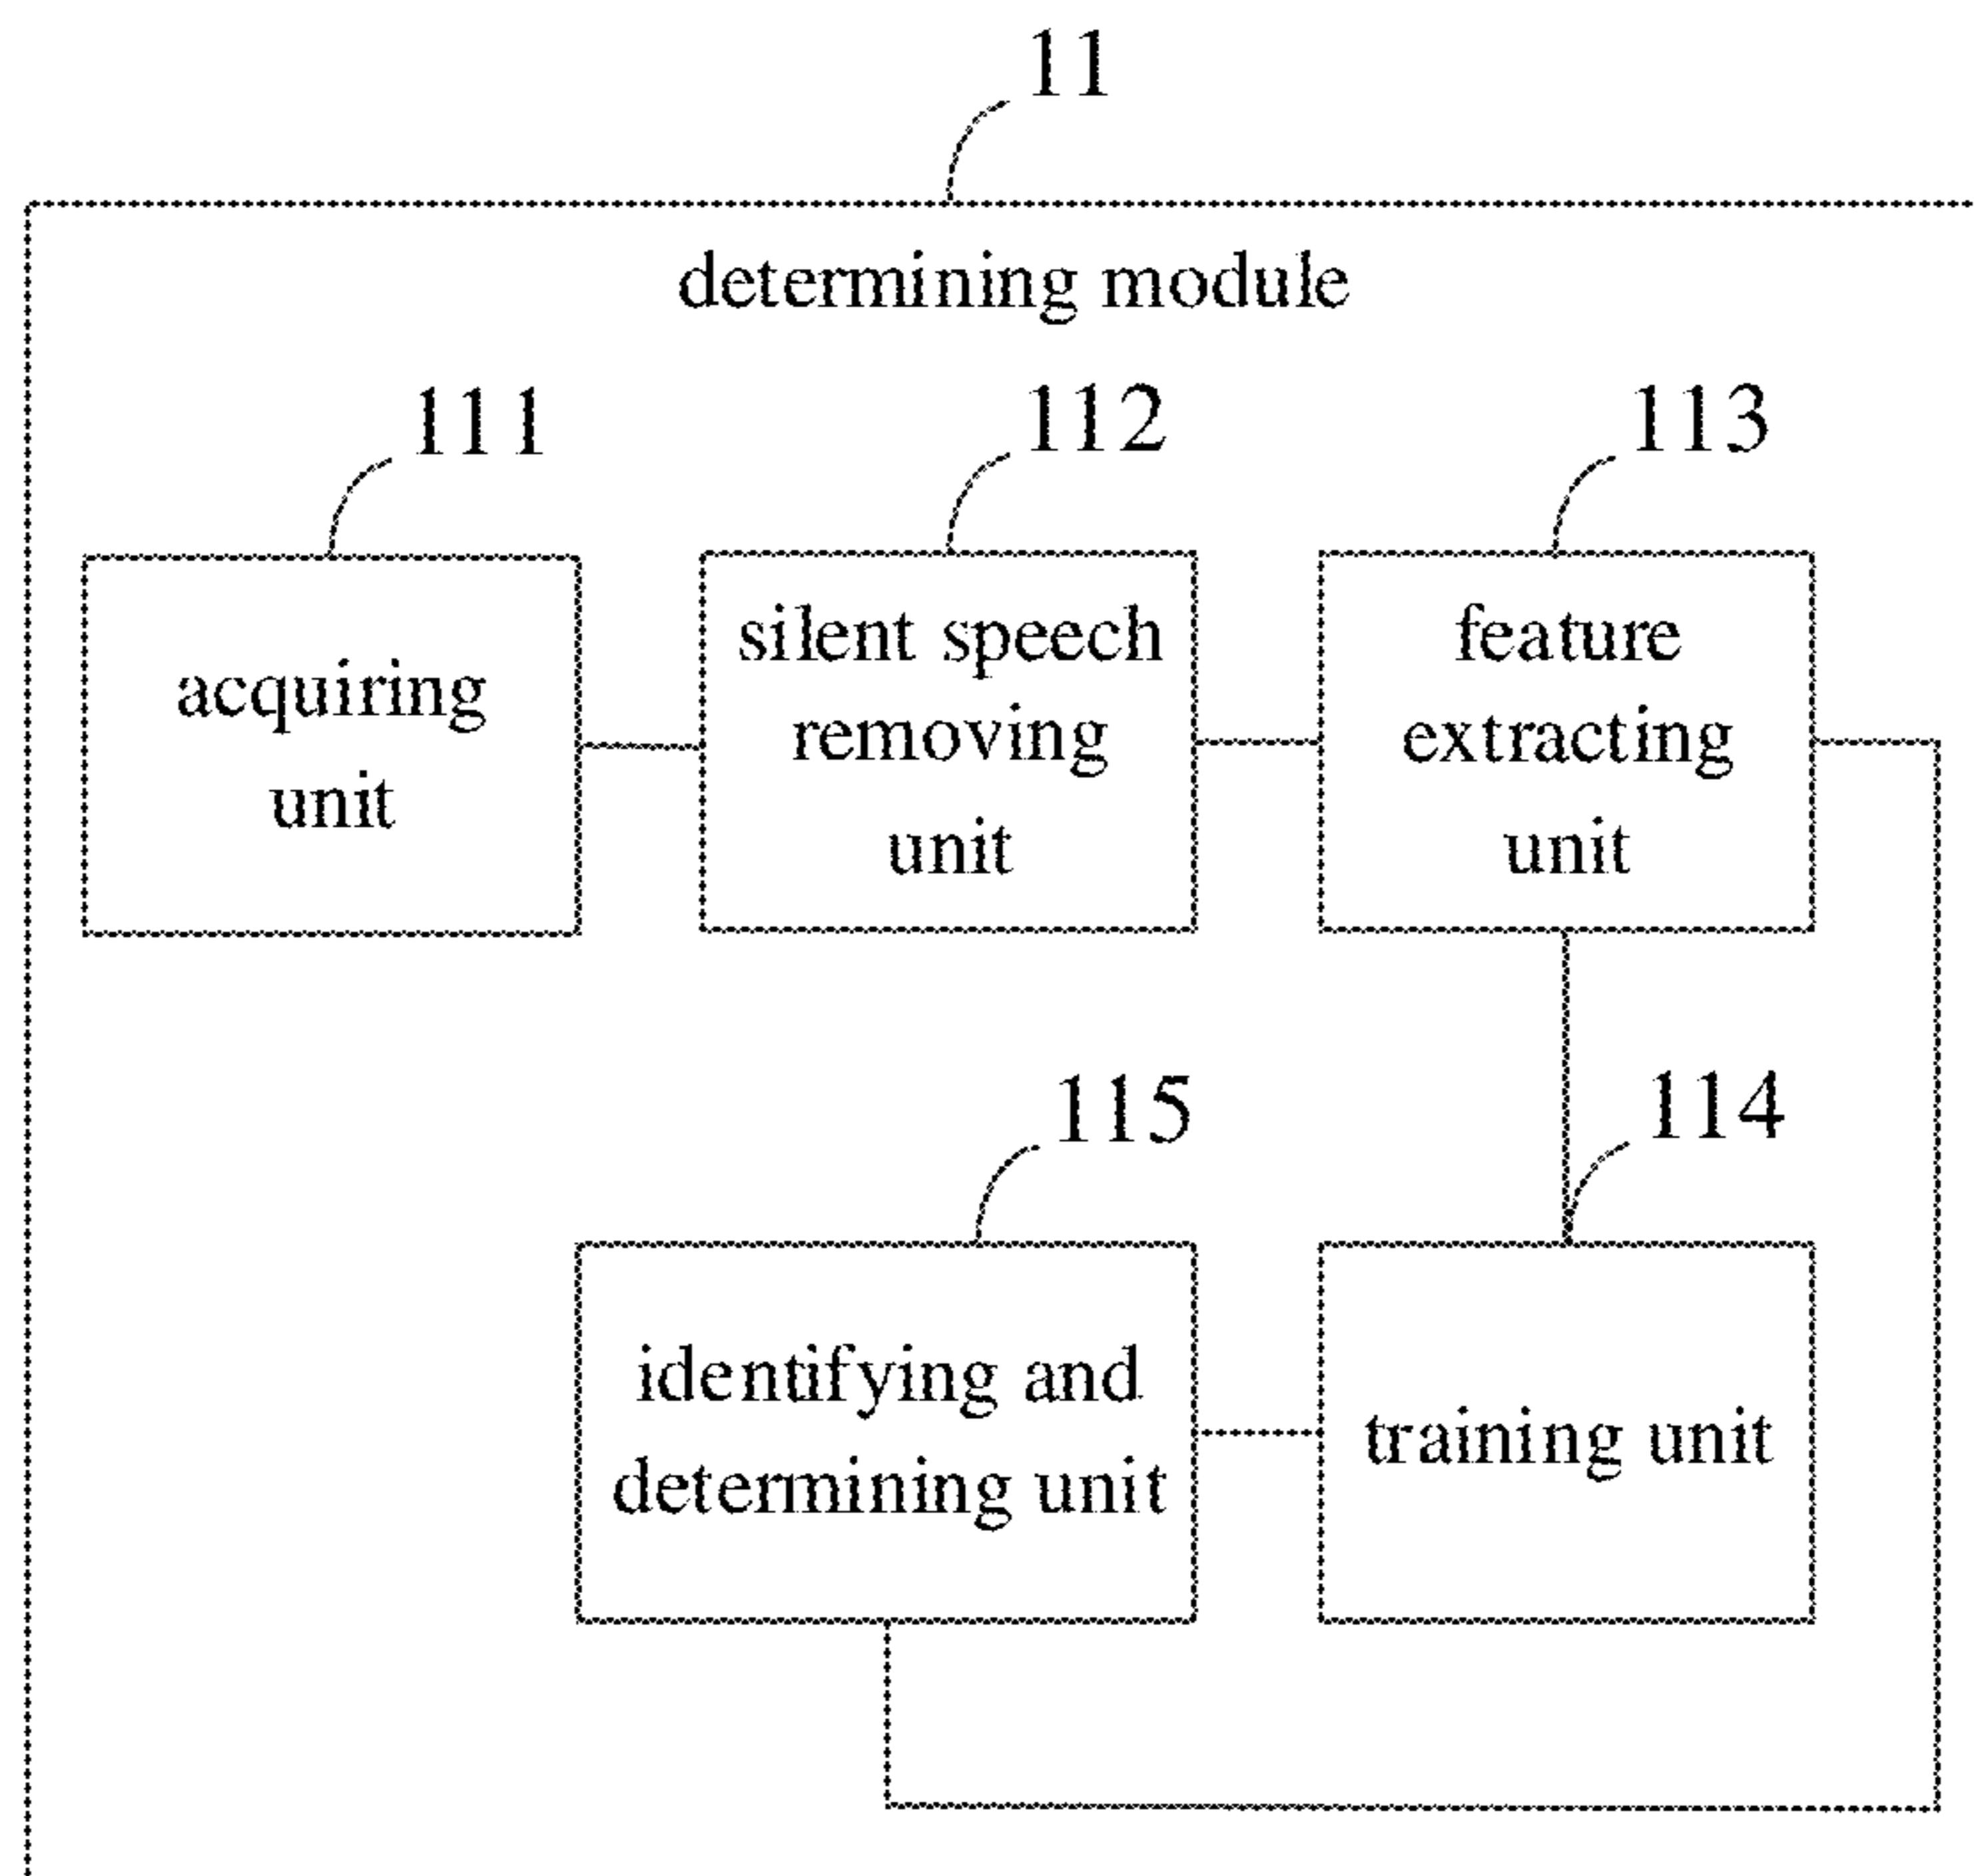 11
determining module
111
112
113
acquiring
unit
silent speech
removing
unit
feature
extracting
unit
115
114
identifying and
determining unit
training unit